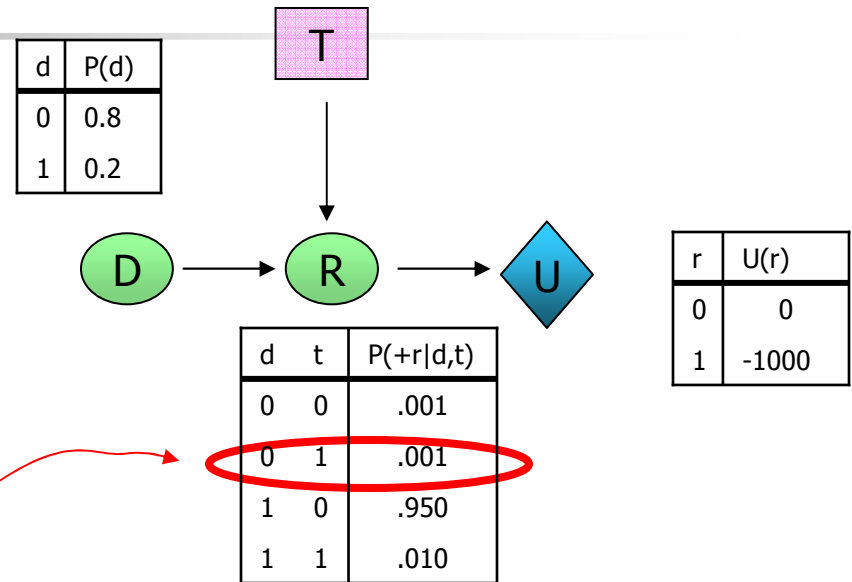 T
d P(d)
0 0.8
1 0.2
D
R
U
r U(r)
0 0
1 -1000
d t P(+r|d,t)
0 0 .001
0 1 .001
1 0 .950
1 1 .010